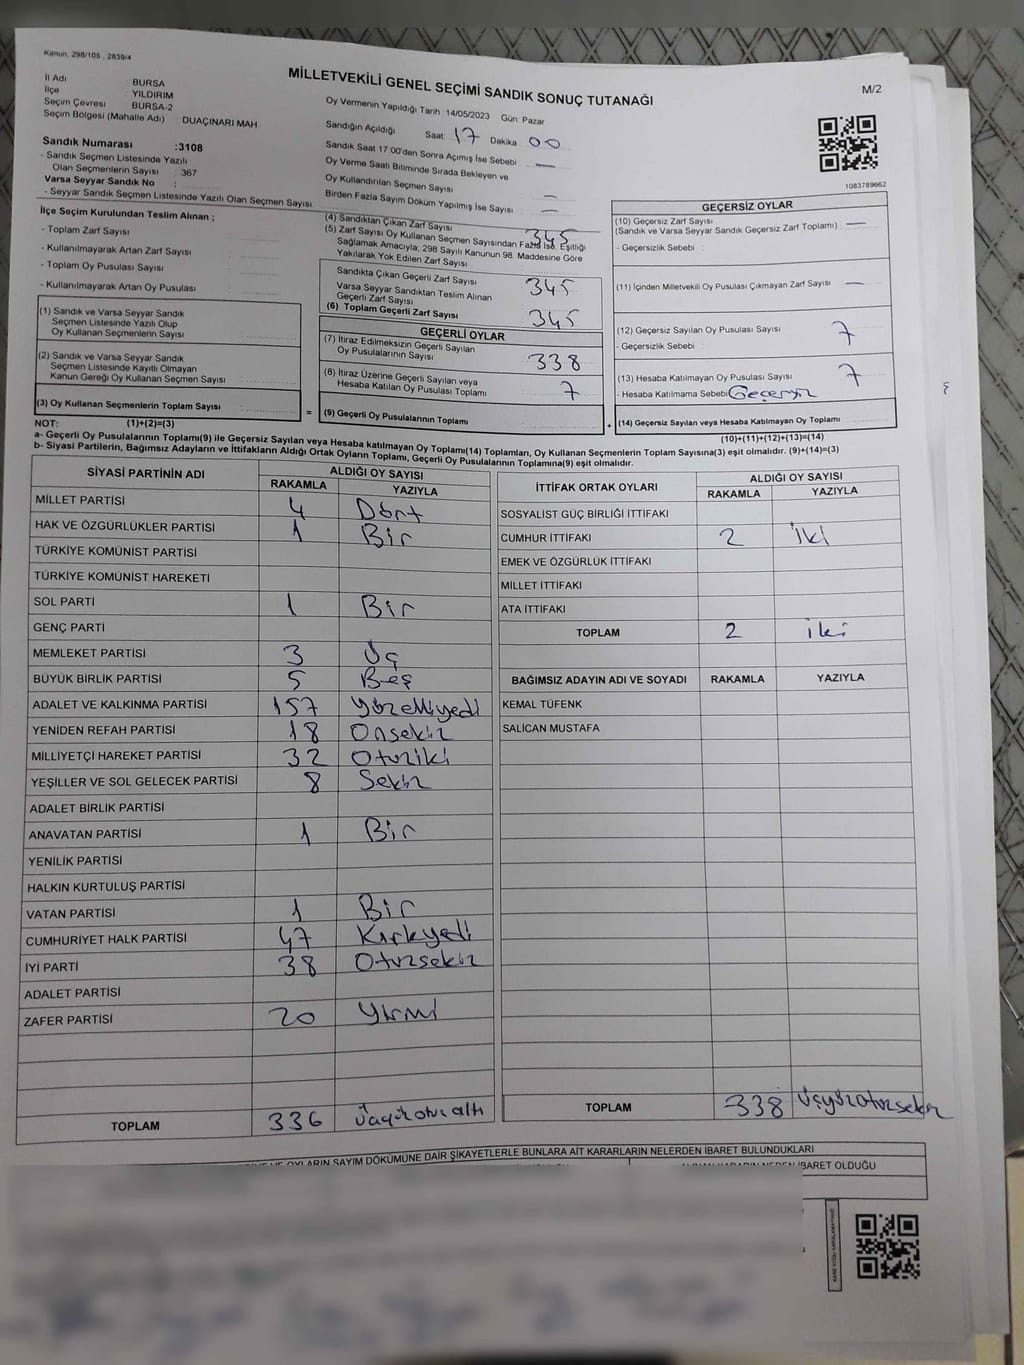 Kanun: 298/105 , 2839/4
MİLLETVEKİLİ GENEL SEÇİMİ SANDIK SONUÇ TUTANAĞI
M/2
İl Adı : BURSA
İlçe : YILDIRIM
Seçim Çevresi : BURSA-2
Seçim Bölgesi (Mahalle Adı) : DUAÇINARI MAH.
Sandık Numarası :3108
- Sandık Seçmen Listesinde Yazılı
Olan Seçmenlerin Sayısı : 367
Varsa Seyyar Sandık No :
- Seyyar Sandık Seçmen Listesinde Yazılı Olan Seçmen Sayısı :
Oy Vermenin Yapıldığı Tarih :14/05/2023 Gün: Pazar
Sandığın Açıldığı Saat: 17 Dakika 00
Sandık Saat 17:00'den Sonra Açımış İse Sebebi : —
Oy Verme Saati Bitiminde Sırada Bekleyen ve
Oy Kullandırılan Seçmen Sayısı : —
Birden Fazla Sayım Döküm Yapılmış İse Sayısı : —
1083789662
İlçe Seçim Kurulundan Teslim Alınan ;
- Toplam Zarf Sayısı :
- Kullanılmayarak Artan Zarf Sayısı :
- Toplam Oy Pusulası Sayısı :
- Kullanılmayarak Artan Oy Pusulası :
(1) Sandık ve Varsa Seyyar Sandık
Seçmen Listesinde Yazılı Olup
Oy Kullanan Seçmenlerin Sayısı :
(2) Sandık ve Varsa Seyyar Sandık
Seçmen Listesinde Kayıtlı Olmayan
Kanun Gereği Oy Kullanan Seçmen Sayısı :
(3) Oy Kullanan Seçmenlerin Toplam Sayısı :
(4) Sandıktan Çıkan Zarf Sayısı 345
(5) Zarf Sayısı Oy Kullanan Seçmen Sayısından Fazla İse, Eşitliği
Sağlamak Amacıyla; 298 Sayılı Kanunun 98. Maddesine Göre
Yakılarak Yok Edilen Zarf Sayısı
Sandıkta Çıkan Geçerli Zarf Sayısı 345
Varsa Seyyar Sandıktan Teslim Alınan
Geçerli Zarf Sayısı
(6) Toplam Geçerli Zarf Sayısı 345
GEÇERLİ OYLAR
(7) İtiraz Edilmeksizin Geçerli Sayılan
Oy Pusulalarının Sayısı 338
(8) İtiraz Üzerine Geçerli Sayılan veya
Hesaba Katılan Oy Pusulası Toplamı 7
= (9) Geçerli Oy Pusulalarının Toplamı
GEÇERSİZ OYLAR
(10) Geçersiz Zarf Sayısı
(Sandık ve Varsa Seyyar Sandık Geçersiz Zarf Toplamı) : —
- Geçersizlik Sebebi :
(11) İçinden Milletvekili Oy Pusulası Çıkmayan Zarf Sayısı : —
(12) Geçersiz Sayılan Oy Pusulası Sayısı : 7
- Geçersizlik Sebebi :
(13) Hesaba Katılmayan Oy Pusulası Sayısı : 7
- Hesaba Katılmama Sebebi : Geçersiz
+ (14) Geçersiz Sayılan veya Hesaba Katılmayan Oy Toplamı :
NOT: (1)+(2)=(3)
(10)+(11)+(12)+(13)=(14)
a- Geçerli Oy Pusulalarının Toplamı(9) ile Geçersiz Sayılan veya Hesaba katılmayan Oy Toplamı(14) Toplamları, Oy Kullanan Seçmenlerin Toplam Sayısına(3) eşit olmalıdır. (9)+(14)=(3)
b- Siyasi Partilerin, Bağımsız Adayların ve İttifakların Aldığı Ortak Oyların Toplamı, Geçerli Oy Pusulalarının Toplamına(9) eşit olmalıdır.
SİYASİ PARTİNİN ADI ALDIĞI OY SAYISI
RAKAMLA YAZIYLA
MİLLET PARTİSİ 4 Dört
HAK VE ÖZGÜRLÜKLER PARTİSİ 1 Bir
TÜRKİYE KOMÜNİST PARTİSİ
TÜRKİYE KOMÜNİST HAREKETİ
SOL PARTİ 1 Bir
GENÇ PARTİ
MEMLEKET PARTİSİ 3 Üç
BÜYÜK BİRLİK PARTİSİ 5 Beş
ADALET VE KALKINMA PARTİSİ 157 Yüzelliyedi
YENİDEN REFAH PARTİSİ 18 Onsekiz
MİLLİYETÇİ HAREKET PARTİSİ 32 Otuziki
YEŞİLLER VE SOL GELECEK PARTİSİ 8 Sekiz
ADALET BİRLİK PARTİSİ
ANAVATAN PARTİSİ 1 Bir
YENİLİK PARTİSİ
HALKIN KURTULUŞ PARTİSİ
VATAN PARTİSİ 1 Bir
CUMHURİYET HALK PARTİSİ 47 Kırkyedi
İYİ PARTİ 38 Otuzsekiz
ADALET PARTİSİ
ZAFER PARTİSİ 20 Yirmi
TOPLAM 336 Üçyüzotuzaltı
İTTİFAK ORTAK OYLARI ALDIĞI OY SAYISI
RAKAMLA YAZIYLA
SOSYALİST GÜÇ BİRLİĞİ İTTİFAKI
CUMHUR İTTİFAKI 2 İki
EMEK VE ÖZGÜRLÜK İTTİFAKI
MİLLET İTTİFAKI
ATA İTTİFAKI
TOPLAM 2 iki
BAĞIMSIZ ADAYIN ADI VE SOYADI RAKAMLA YAZIYLA
KEMAL TÜFENK
SALİCAN MUSTAFA
TOPLAM 338 Üçyüzotuzsekiz
OYLARIN SAYIM DÖKÜMÜNE DAİR ŞİKAYETLERLE BUNLARA AİT KARARLARIN NELERDEN İBARET BULUNDUKLARI
İBARET OLDUĞU